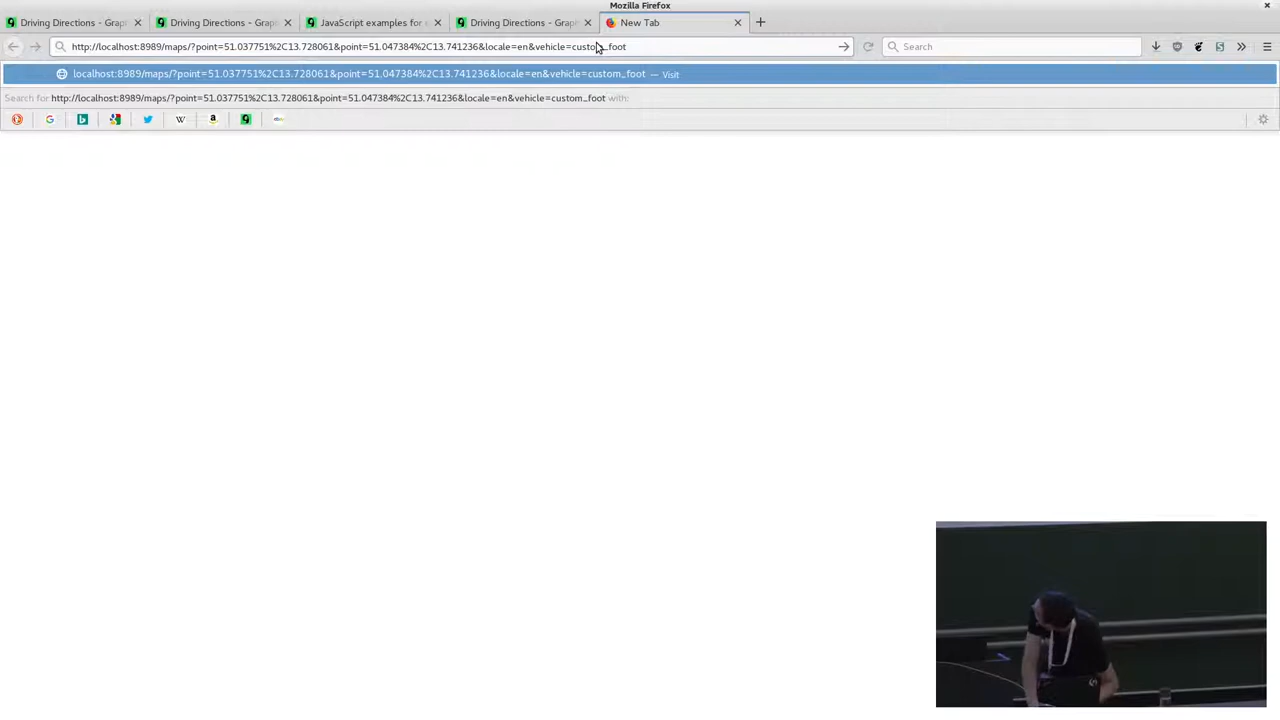 Mozilla Firefox
Driving Directions - Graph
Driving Directions - Graph
JavaScript examples for
Driving Directions - Graph
New Tab
http://localhost:8989/maps/?point=51.037751%2C13.728061&point=51.047384%2C13.741236&locale=en&vehicle=custom_foot
Search
localhost:8989/maps/?point=51.037751%2C13.728061&point=51.047384%2C13.741236&locale=en&vehicle=custom_foot — Visit
Search for http://localhost:8989/maps/?point=51.037751%2C13.728061&point=51.047384%2C13.741236&locale=en&vehicle=custom_foot with: